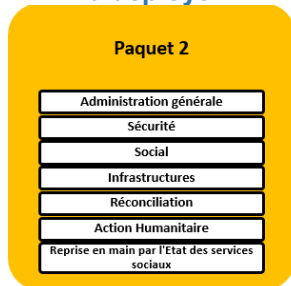 Paquet 2
Administration générale
Sécurité
Social
Infrastructures
Réconciliation
Action Humanitaire
Reprise en main par l'Etat des services
sociaux